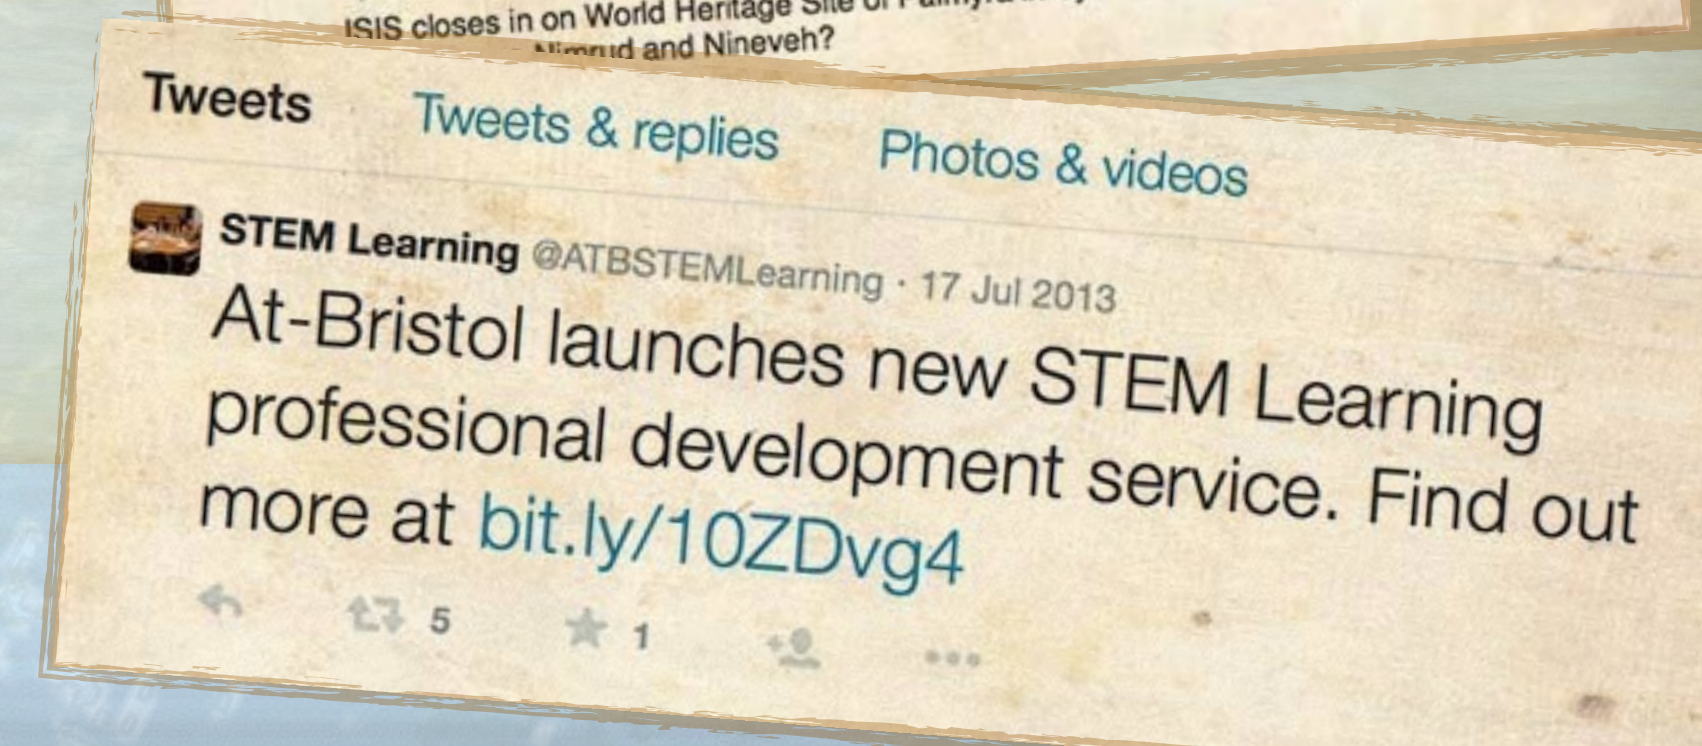 ISIS closes in on World Heritage Site of
Nimrud and Nineveh?
Tweets Tweets & replies Photos & videos
STEM Learning @ATBSTEMLearning · 17 Jul 2013
At-Bristol launches new STEM Learning
professional development service. Find out
more at bit.ly/10ZDvg4
5 1